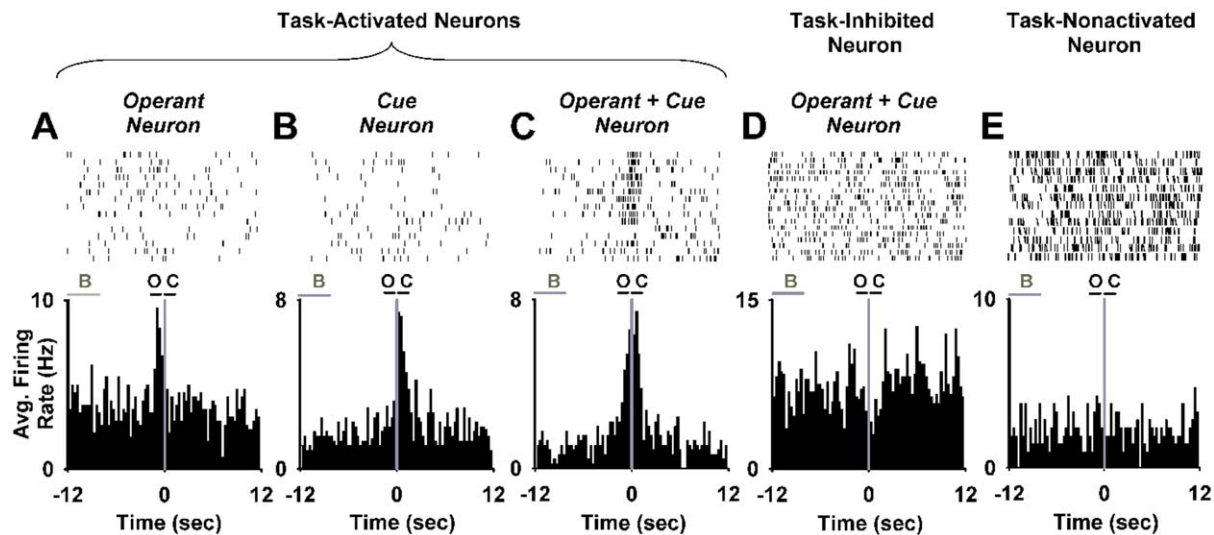 Task-Activated Neurons
Task-Inhibited
Neuron
Task-Nonactivated
Neuron
A
Operant
Neuron
B
Cue
Neuron
C
Operant + Cue
Neuron
D
Operant + Cue
Neuron
E
B
O C
B
O C
B
O C
B
O C
B
O C
Avg. Firing
Rate (Hz)
10
0
-12 0 12
Time (sec)
8
0
-12 0 12
Time (sec)
8
0
-12 0 12
Time (sec)
15
0
-12 0 12
Time (sec)
10
0
-12 0 12
Time (sec)